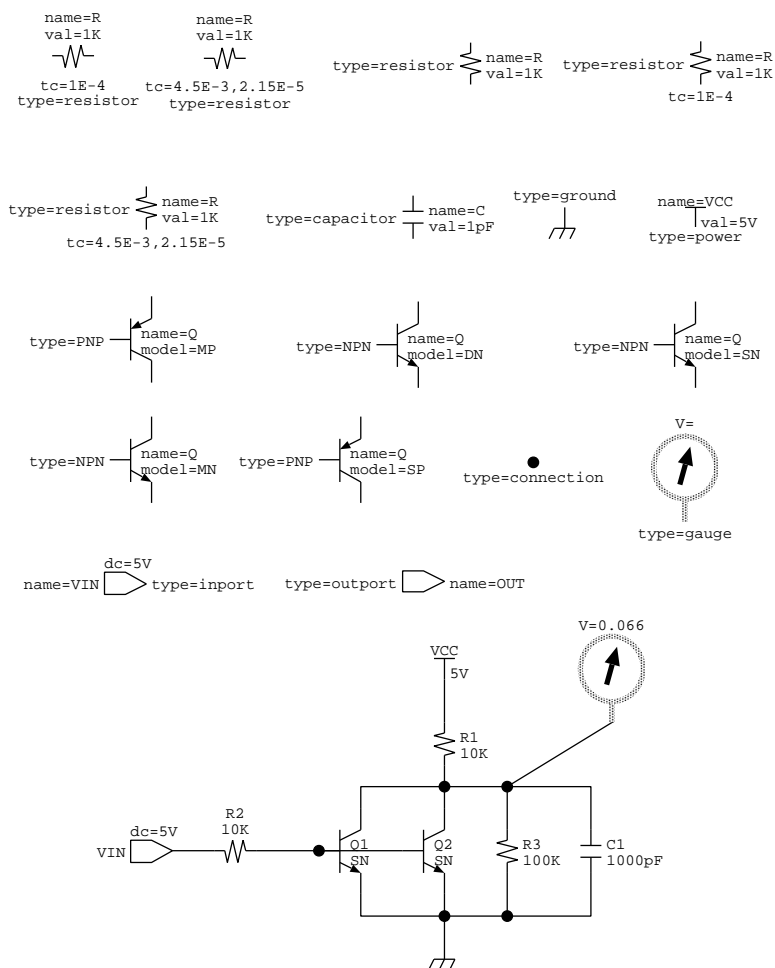 name=R
val=1K
tc=1E-4
type=resistor
name=R
val=1K
tc=4.5E-3,2.15E-5
type=resistor
type=resistor
name=R
val=1K
type=resistor
name=R
val=1K
tc=1E-4
type=resistor
name=R
val=1K
tc=4.5E-3,2.15E-5
type=capacitor
name=C
val=1pF
type=ground
name=VCC
val=5V
type=power
type=PNP
name=Q
model=MP
type=NPN
name=Q
model=DN
type=NPN
name=Q
model=SN
type=NPN
name=Q
model=MN
type=PNP
name=Q
model=SP
type=connection
V=
type=gauge
dc=5V
name=VIN
type=inport
type=outport
name=OUT
V=0.066
VCC
5V
R1
10K
R2
10K
dc=5V
VIN
Q1
SN
Q2
SN
R3
100K
C1
1000pF